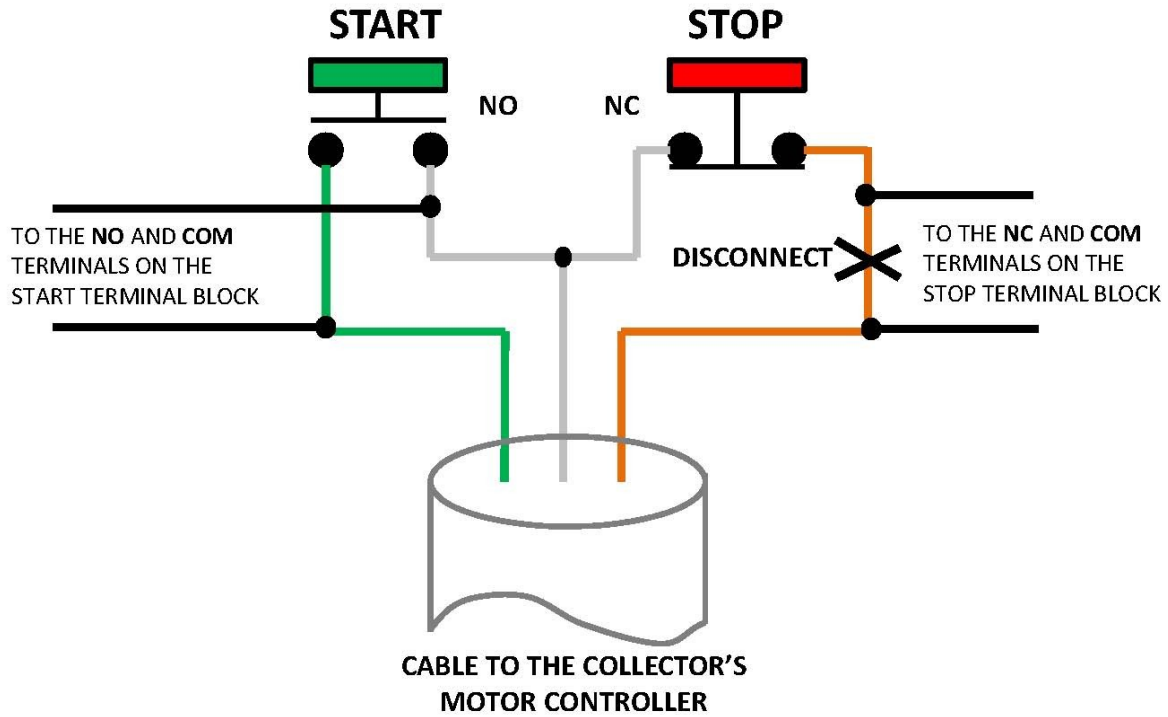 START
STOP
NO
NC
TO THE NO AND COM
TERMINALS ON THE
START TERMINAL BLOCK
DISCONNECT
TO THE NC AND COM
TERMINALS ON THE
STOP TERMINAL BLOCK
CABLE TO THE COLLECTOR'S
MOTOR CONTROLLER